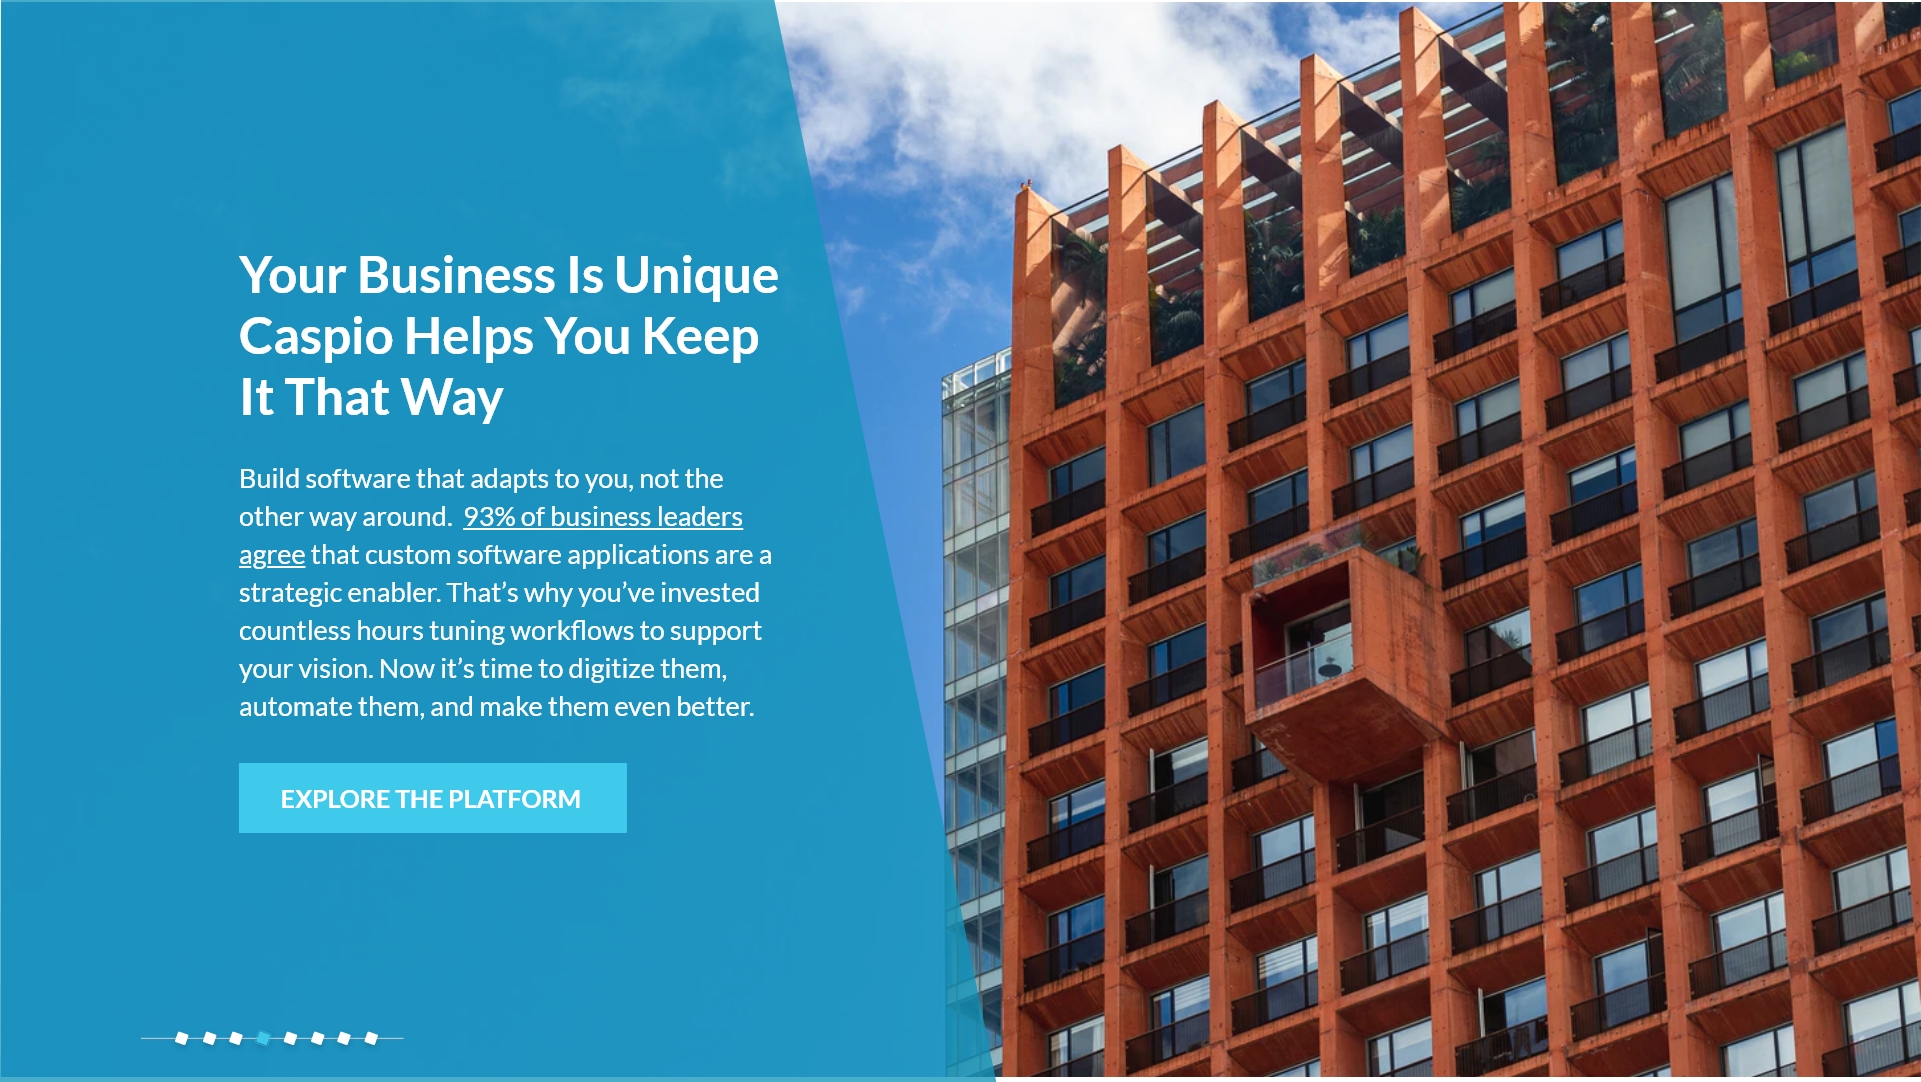 Your Business Is Unique
Caspio Helps You Keep
It That Way
Build software that adapts to you, not the
other way around.  93% of business leaders
agree that custom software applications are a
strategic enabler. That’s why you’ve invested
countless hours tuning workflows to support
your vision. Now it’s time to digitize them,
automate them, and make them even better.
EXPLORE THE PLATFORM